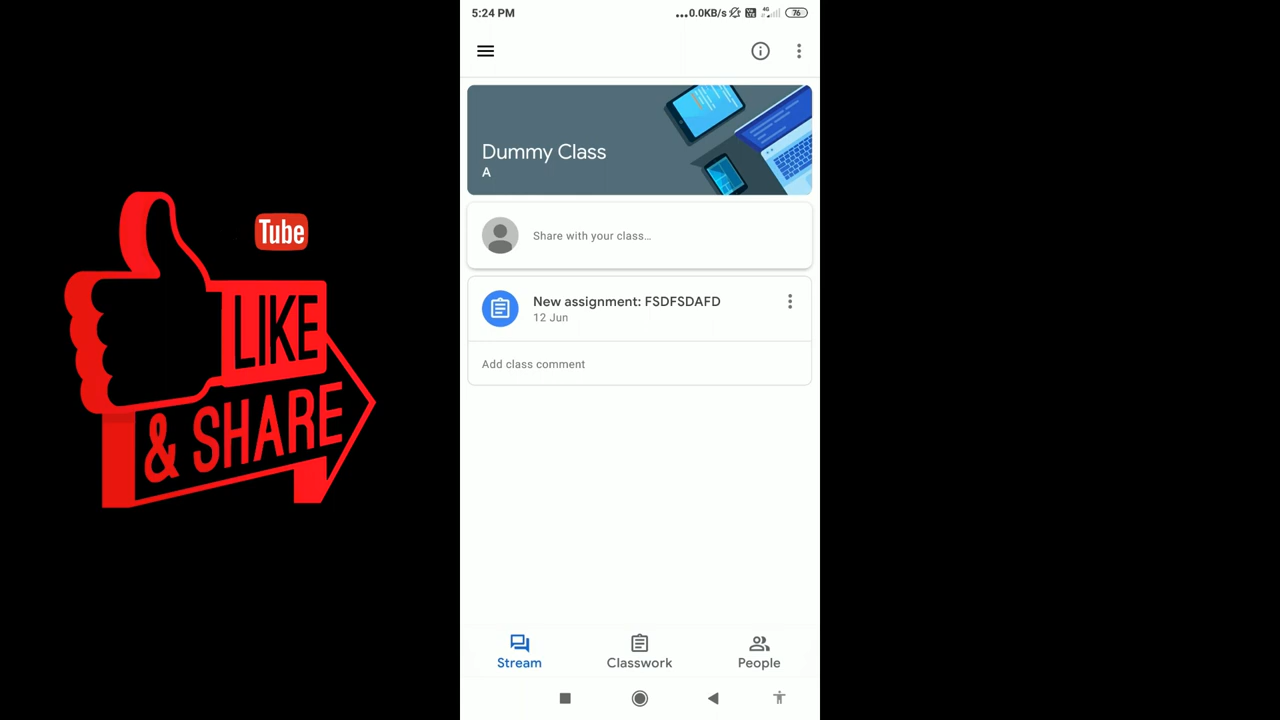 5:24 PM
...0.0KB/s
4G
76
Dummy Class
A
Tube
Share with your class...
LIKE
& SHARE
New assignment: FSDFSDAFD
12 Jun
Add class comment
Stream
Classwork
People